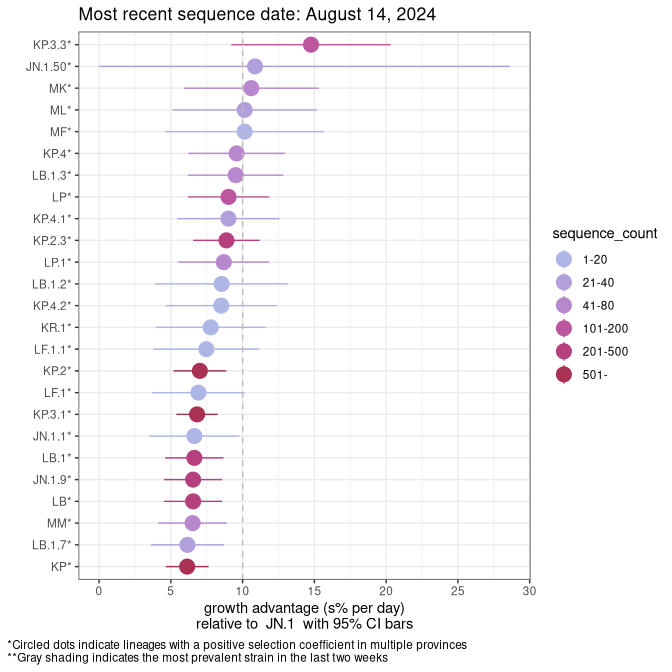 Most recent sequence date: August 14, 2024
KP.3.3*
JN.1.50*
MK*
ML*
MF*
KP.4*
LB.1.3*
LP*
KP.4.1*
KP.2.3*
LP.1*
LB.1.2*
KP.4.2*
KR.1*
LF.1.1*
KP.2*
LF.1*
KP.3.1*
JN.1.1*
LB.1*
JN.1.9*
LB*
MM*
LB.1.7*
KP*
0 5 10 15 20 25 30
growth advantage (s% per day)
relative to JN.1 with 95% CI bars
sequence_count
1-20
21-40
41-80
101-200
201-500
501-
*Circled dots indicate lineages with a positive selection coefficient in multiple provinces
**Gray shading indicates the most prevalent strain in the last two weeks